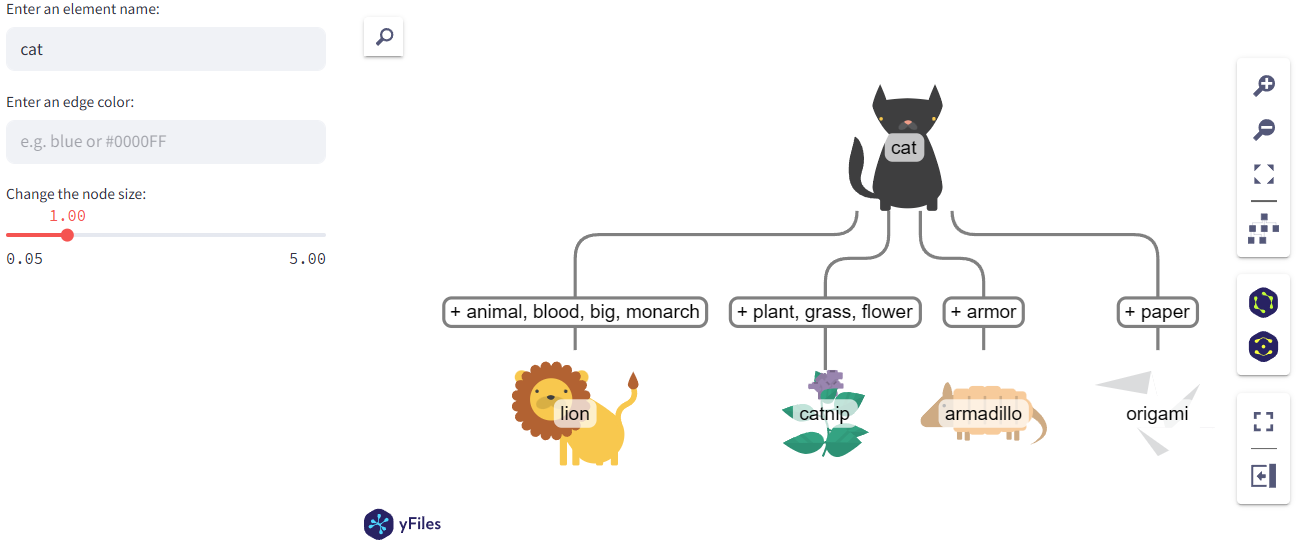 Enter an element name:
cat
Enter an edge color:
e.g. blue or #0000FF
Change the node size:
1.00
0.05 5.00
cat
+ animal, blood, big, monarch
+ plant, grass, flower
+ armor
+ paper
lion
catnip
armadillo
origami
yFiles